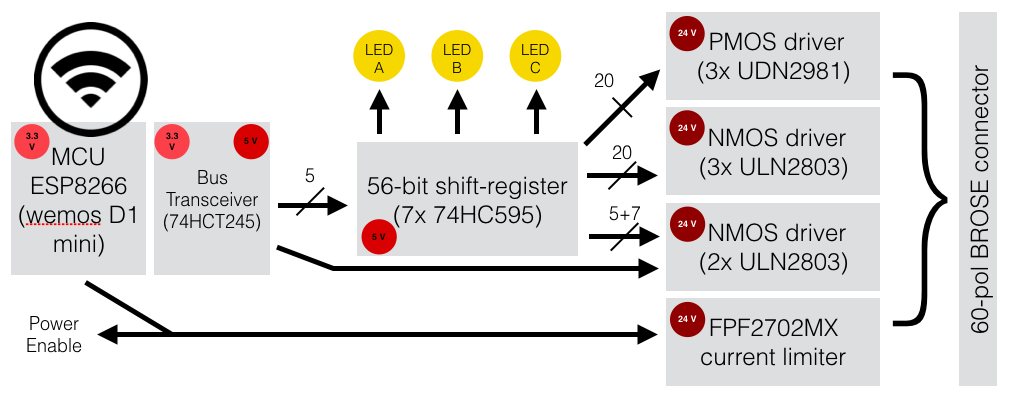 3.3
V
MCU
ESP8266
(wemos D1
mini)
3.3
V
5 V
Bus
Transceiver
(74HCT245)
5
LED
A
LED
B
LED
C
56-bit shift-register
(7x 74HC595)
5 V
20
20
5+7
24 V
PMOS driver
(3x UDN2981)
24 V
NMOS driver
(3x ULN2803)
24 V
NMOS driver
(2x ULN2803)
24 V
FPF2702MX
current limiter
Power
Enable
60-pol BROSE connector